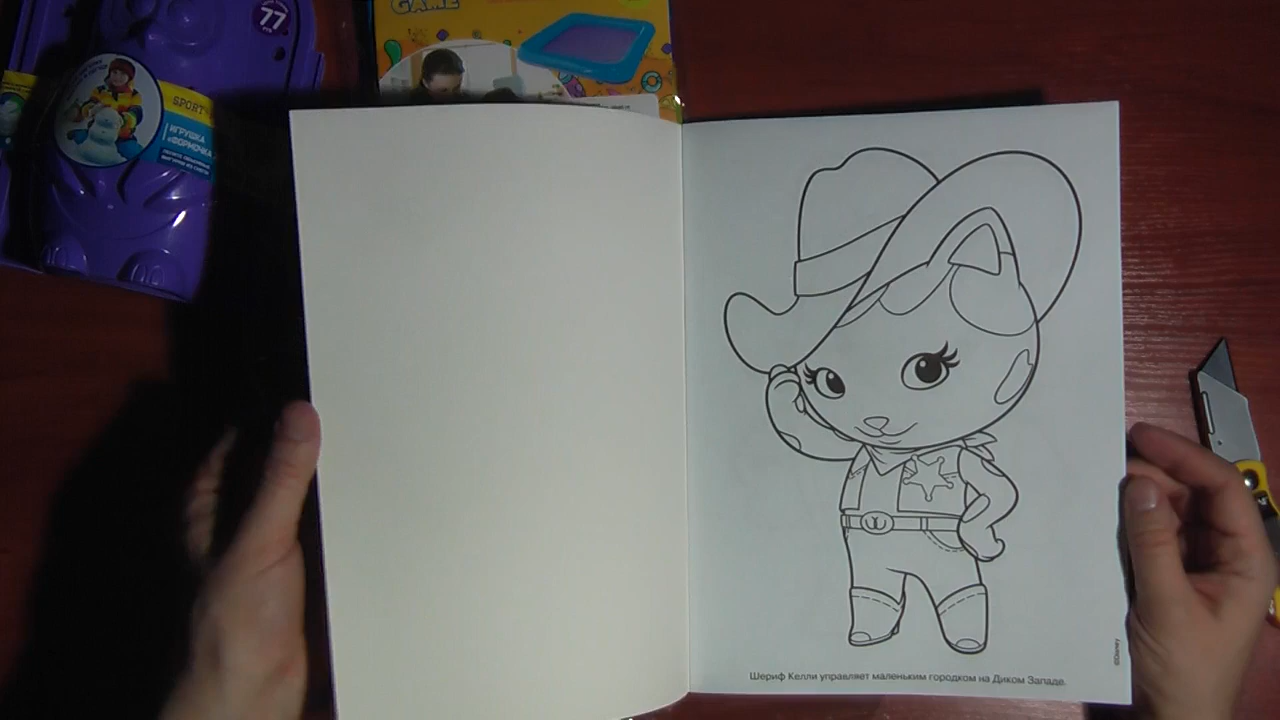 GAME
77
SPORT
ИГРУШКА
«ФОРМОЧКА»
©Disney
Шериф Келли управляет маленьким городком на Диком Западе.